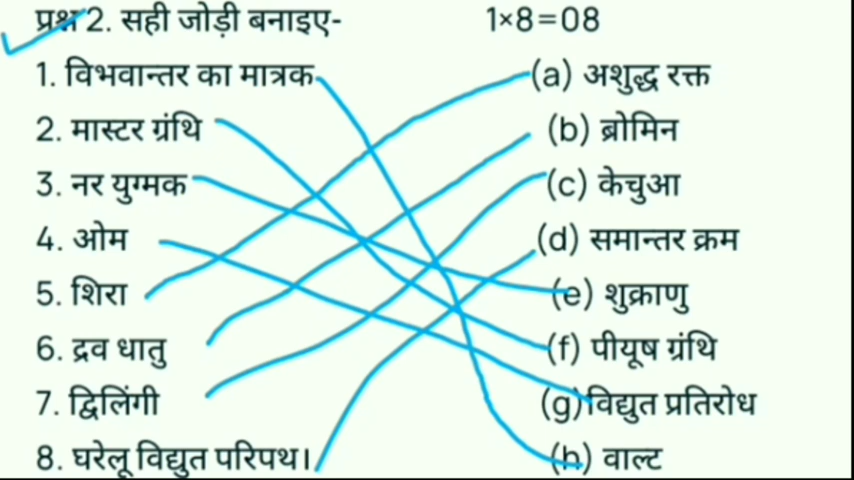 प्रश्न 2. सही जोड़ी बनाइए- 1×8=08
1. विभवान्तर का मात्रक (a) अशुद्ध रक्त
2. मास्टर ग्रंथि (b) ब्रोमिन
3. नर युग्मक (c) केचुआ
4. ओम (d) समान्तर क्रम
5. शिरा (e) शुक्राणु
6. द्रव धातु (f) पीयूष ग्रंथि
7. द्विलिंगी (g) विद्युत प्रतिरोध
8. घरेलू विद्युत परिपथ। (h) वाल्ट